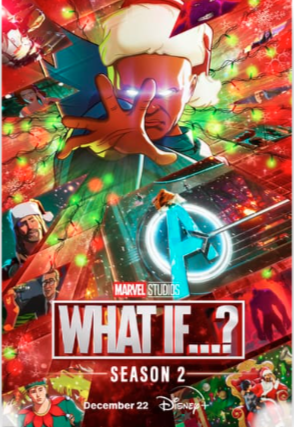 MARVEL STUDIOS
WHAT IF...?
SEASON 2
December 22 Disney+